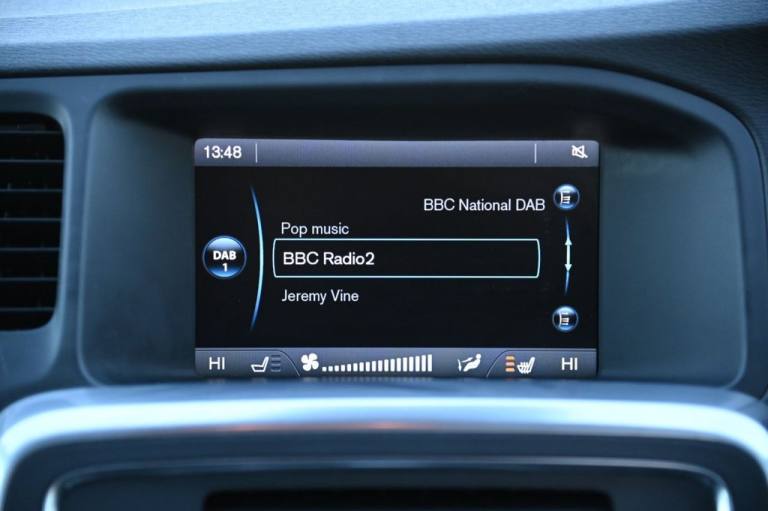 13:48
BBC National DAB
Pop music
DAB
1
BBC Radio2
Jeremy Vine
HI
HI